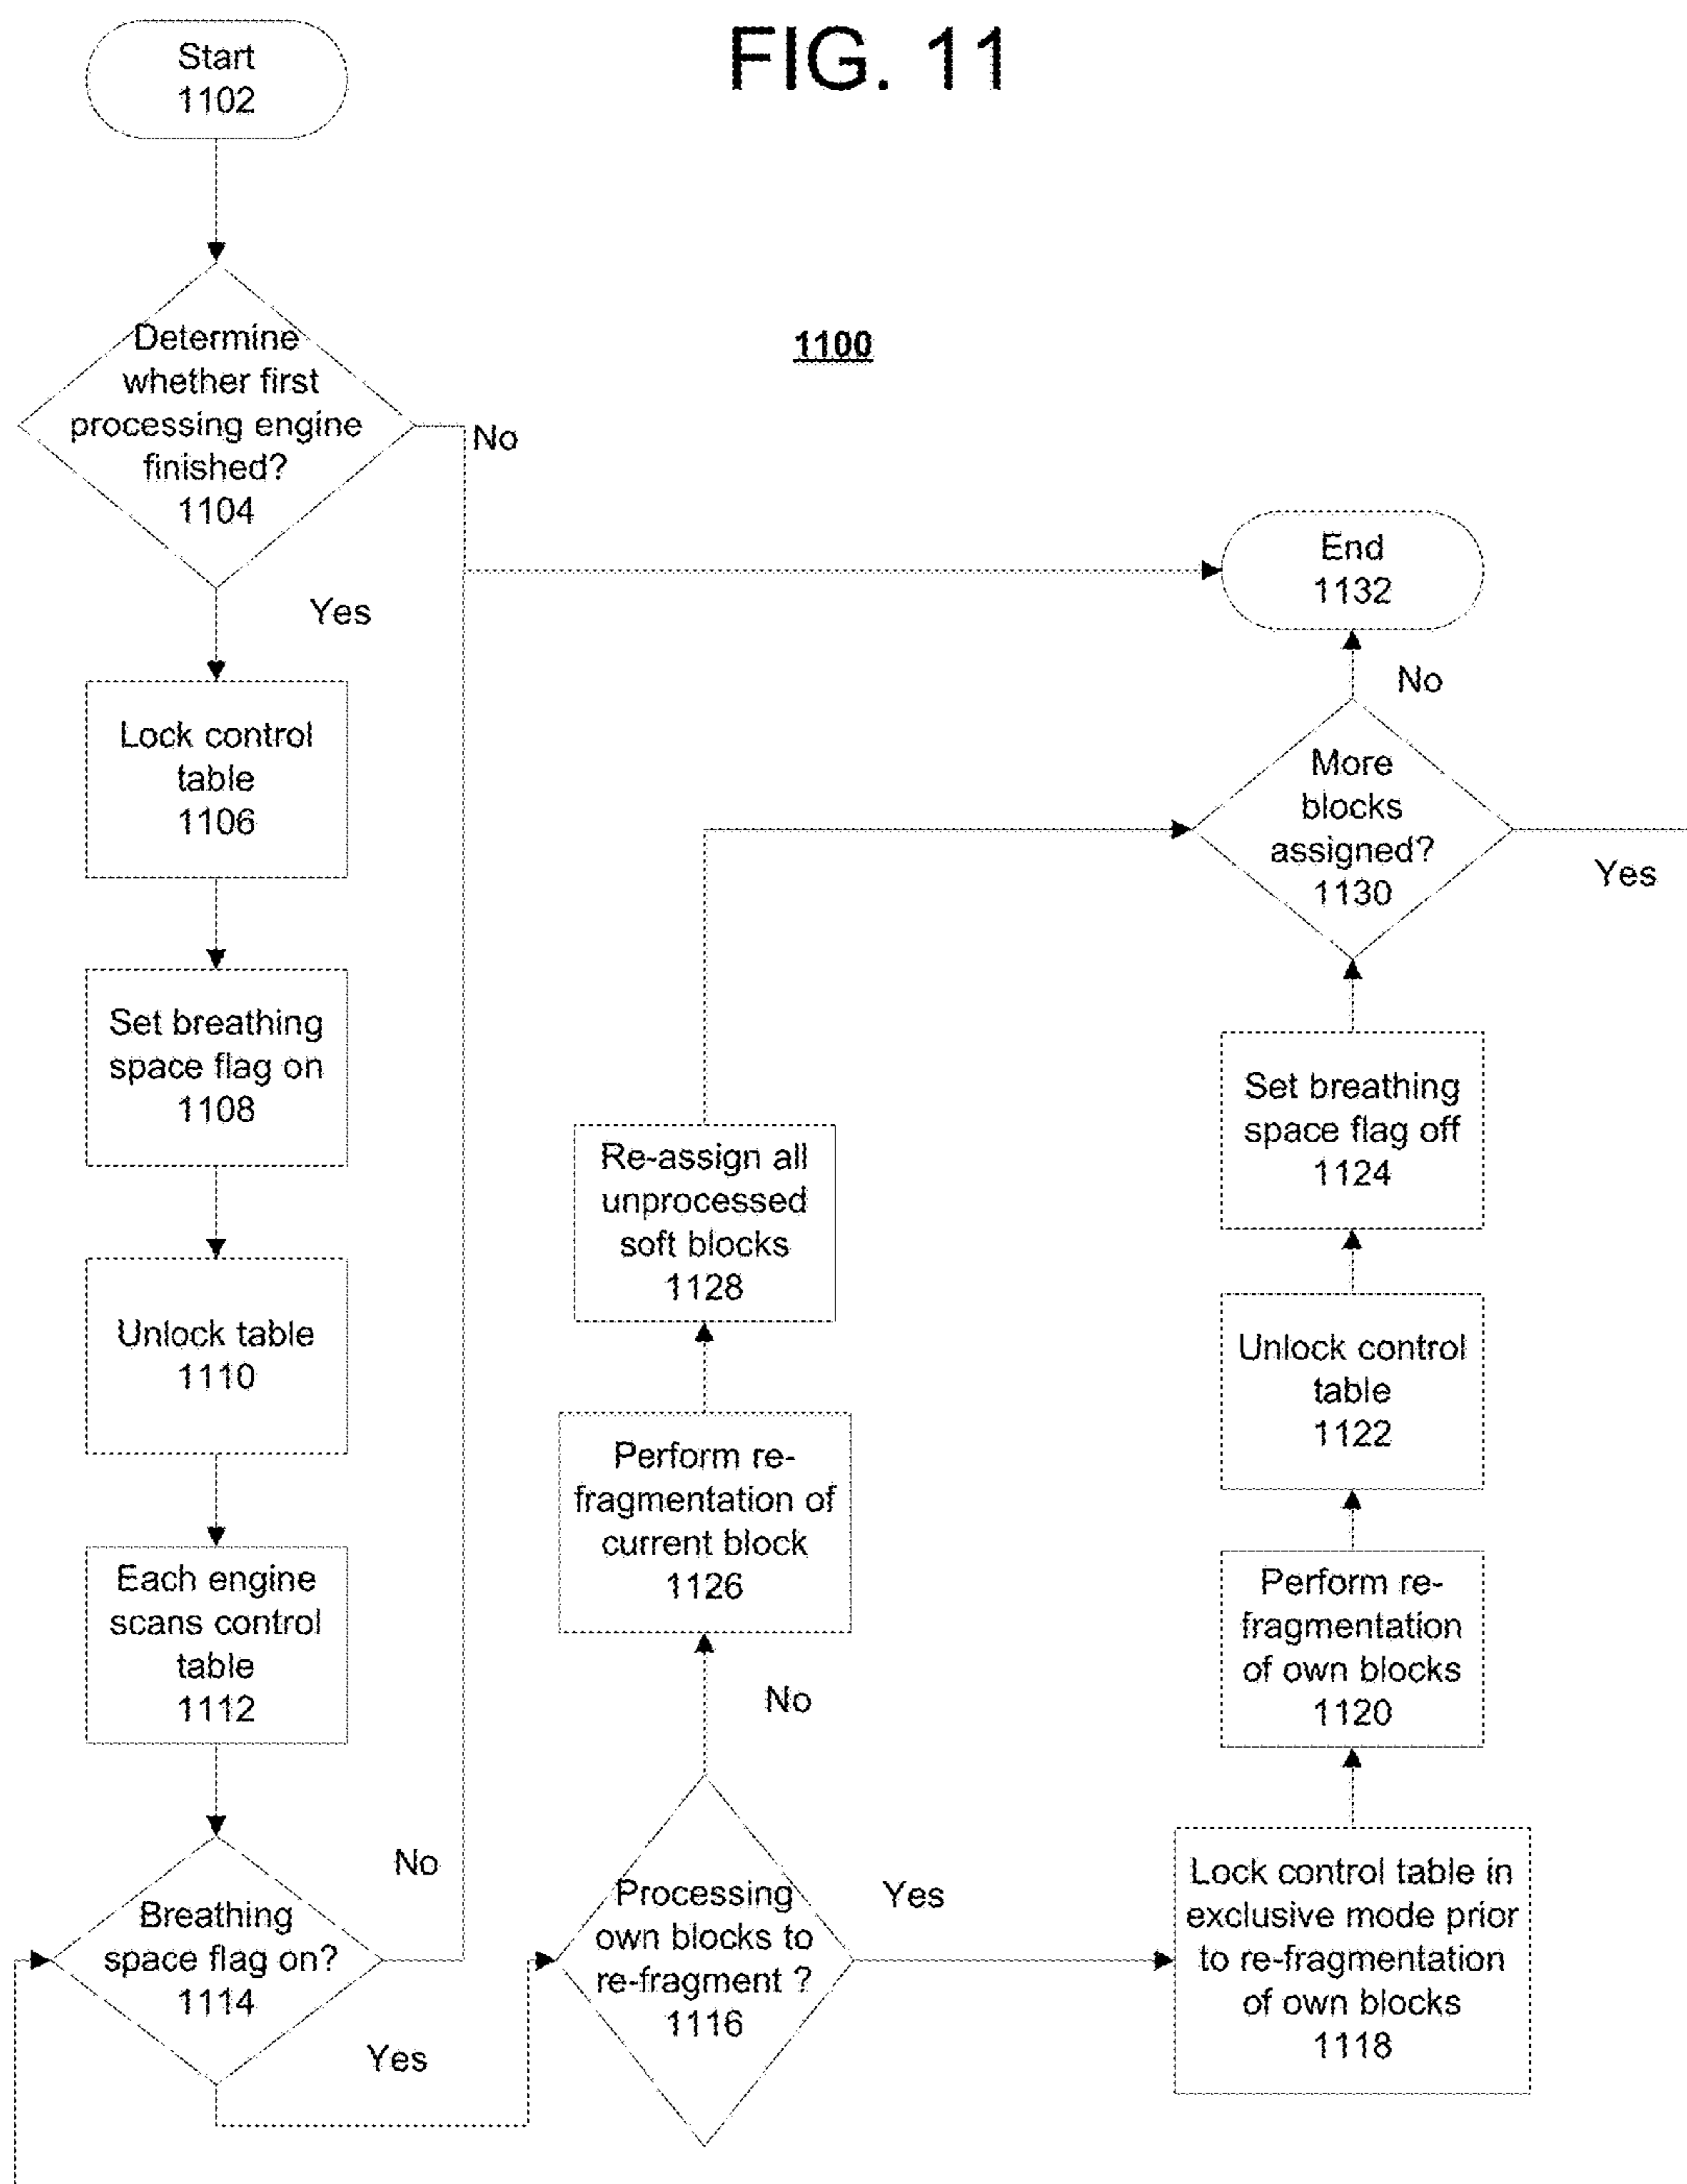 FIG. 11
Start
1102
1100
Determine
whether first
processing engine
finished?
1104
No
Yes
End
1132
No
Lock control
table
1106
More
blocks
assigned?
1130
Yes
Set breathing
space flag on
1108
Set breathing
space flag off
1124
Re-assign all
unprocessed
soft blocks
1128
Unlock table
1110
Unlock control
table
1122
Perform re-
fragmentation of
current block
1126
Each engine
scans control
table
1112
Perform re-
fragmentation
of own blocks
1120
No
Breathing
space flag on?
1114
No
Yes
Processing
own blocks to
re-fragment ?
1116
Yes
Lock control table in
exclusive mode prior
to re-fragmentation
of own blocks
1118